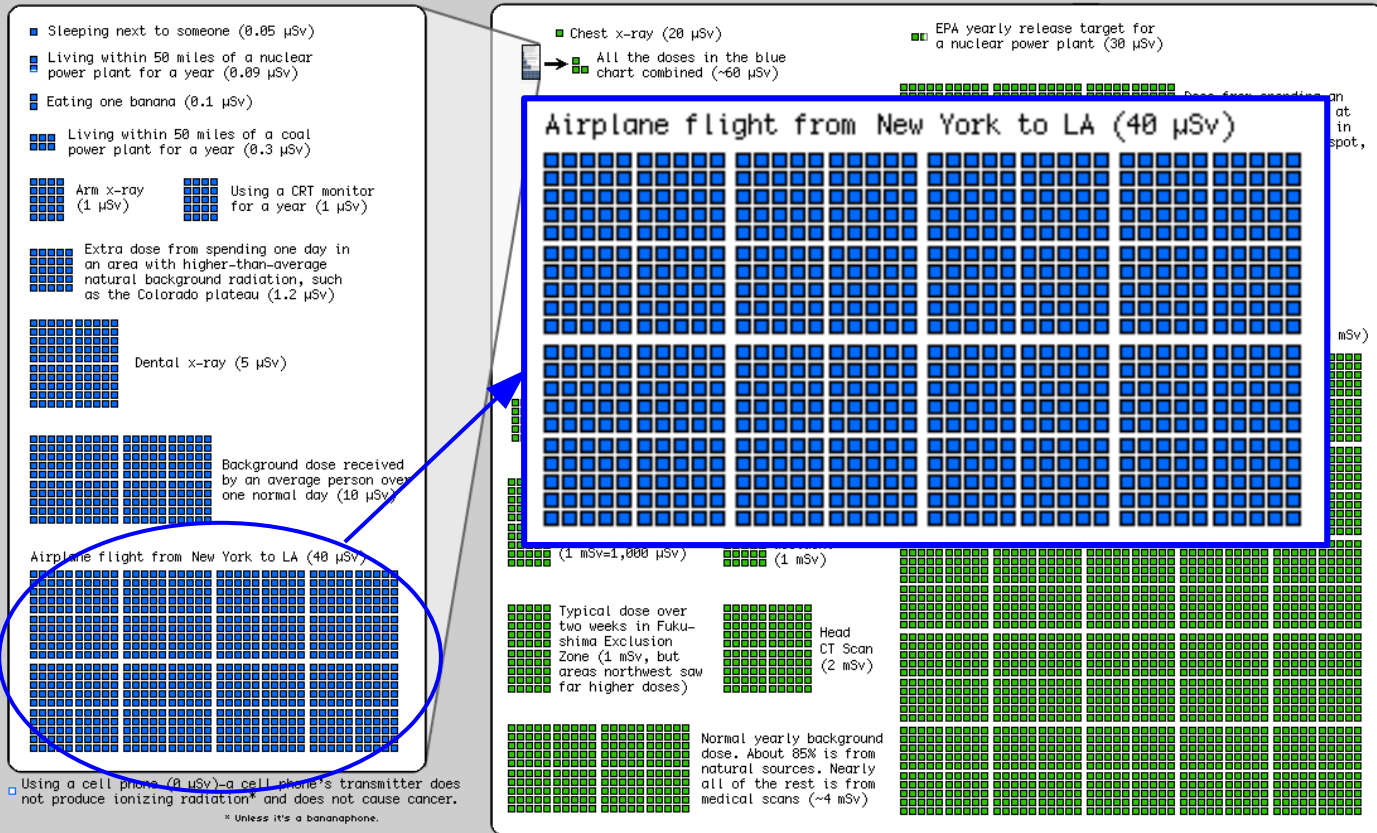 Sleeping next to someone (0.05 µSv)
Living within 50 miles of a nuclear
power plant for a year (0.09 µSv)
Eating one banana (0.1 µSv)
Living within 50 miles of a coal
power plant for a year (0.3 µSv)
Arm x-ray
(1 µSv)
Using a CRT monitor
for a year (1 µSv)
Extra dose from spending one day in
an area with higher-than-average
natural background radiation, such
as the Colorado plateau (1.2 µSv)
Dental x-ray (5 µSv)
Background dose received
by an average person over
one normal day (10 µSv)
Airplane flight from New York to LA (40 µSv)
Using a cell phone (0 µSv)-a cell phone's transmitter does
not produce ionizing radiation* and does not cause cancer.
* Unless it's a bananaphone.
Chest x-ray (20 µSv)
All the doses in the blue
chart combined (~60 µSv)
EPA yearly release target for
a nuclear power plant (30 µSv)
an
at
in
spot,
Airplane flight from New York to LA (40 µSv)
mSv)
(1 mSv=1,000 µSv)
(1 mSv)
Typical dose over
two weeks in Fuku-
shima Exclusion
Zone (1 mSv, but
areas northwest saw
far higher doses)
Head
CT Scan
(2 mSv)
Normal yearly background
dose. About 85% is from
natural sources. Nearly
all of the rest is from
medical scans (~4 mSv)